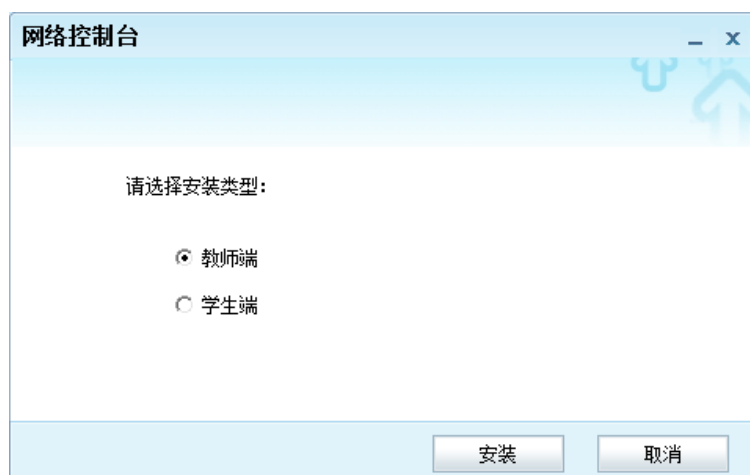 网络控制台
请选择安装类型:
教师端
学生端
安装 取消